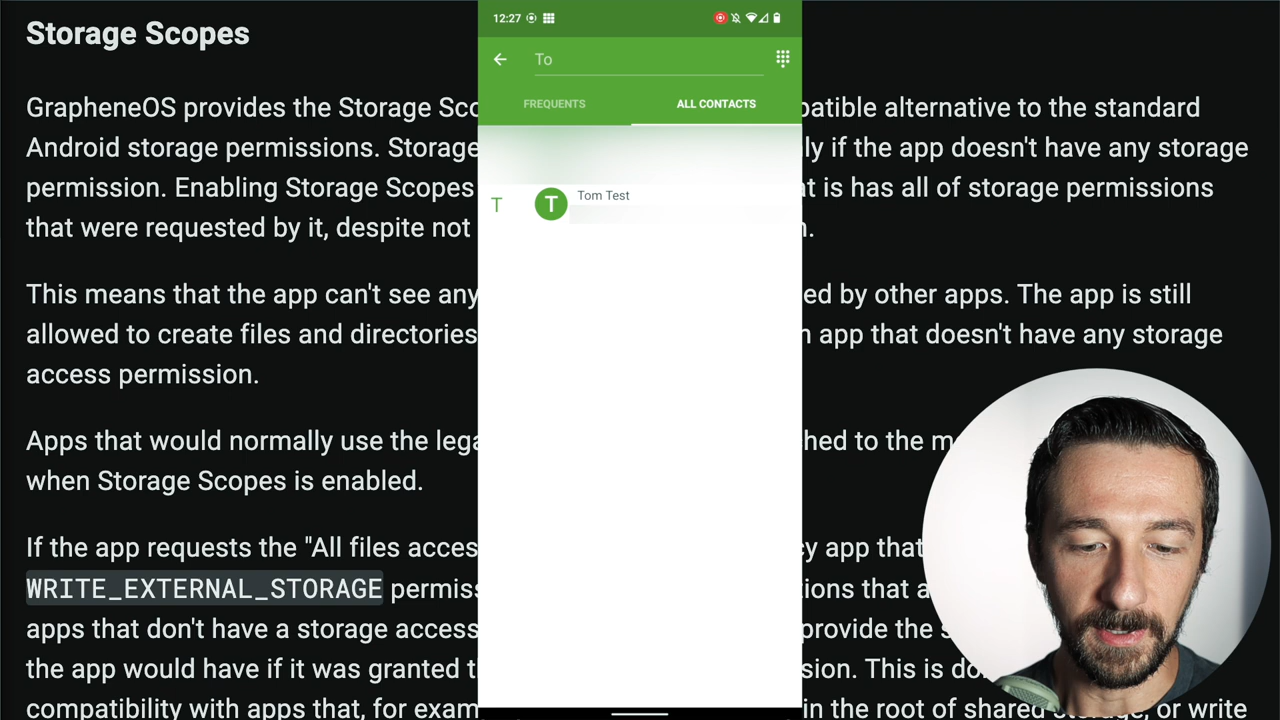 Storage Scopes
GrapheneOS provides the Storage Sco
patible alternative to the standard
Android storage permissions. Storage
ly if the app doesn't have any storage
permission. Enabling Storage Scopes
t is has all of storage permissions
that were requested by it, despite not
n.
This means that the app can't see any
ed by other apps. The app is still
allowed to create files and directories
n app that doesn't have any storage
access permission.
Apps that would normally use the lega
hed to the m
when Storage Scopes is enabled.
If the app requests the "All files acces
cy app that
WRITE_EXTERNAL_STORAGE permiss
tions that a
apps that don't have a storage access
provide the s
the app would have if it was granted t
sion. This is do
compatibility with apps that, for exam
in the root of shared storage, or write
12:27
To
FREQUENTS
ALL CONTACTS
T
T
Tom Test